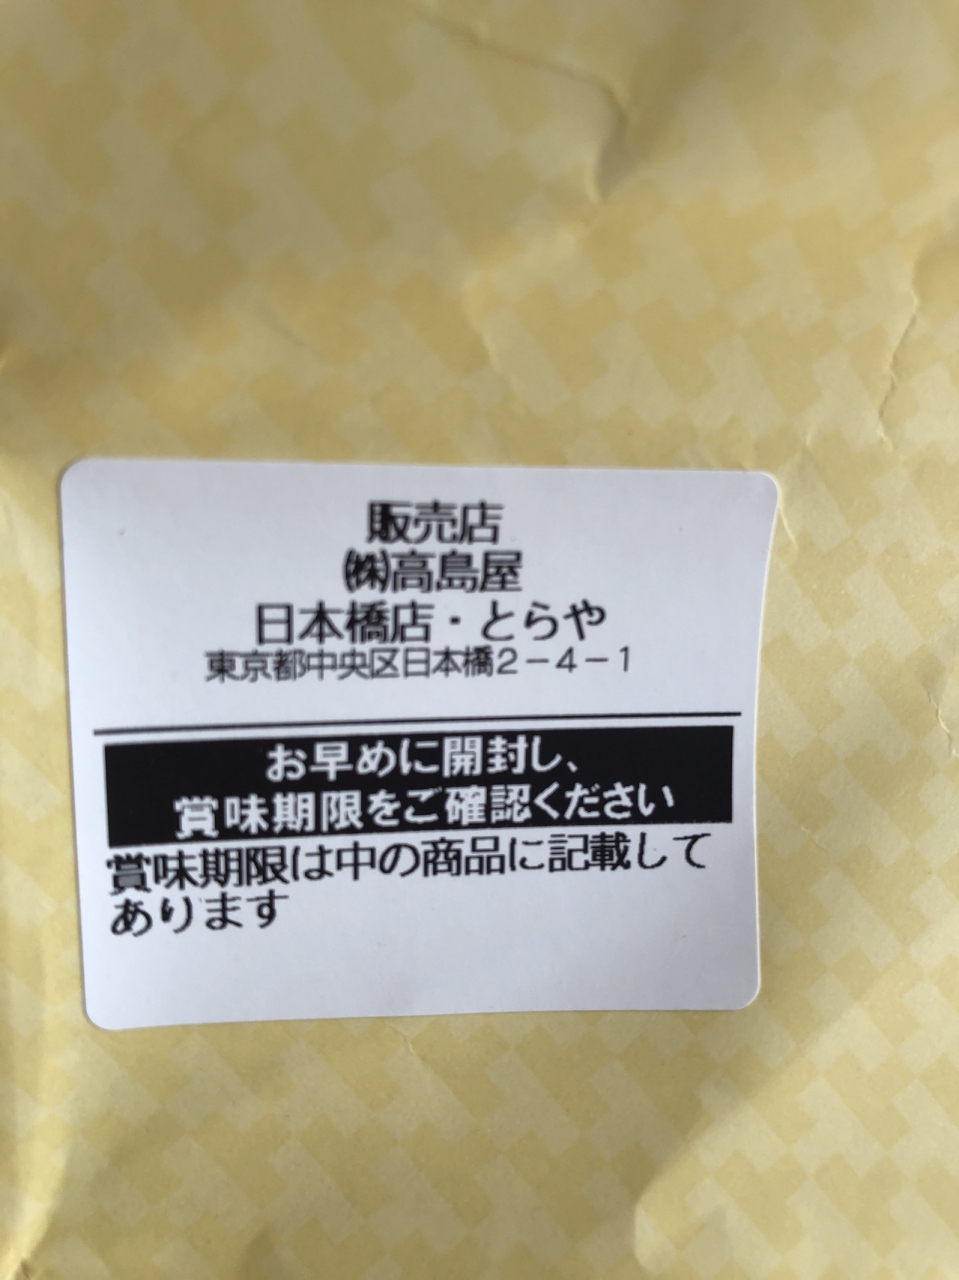 販売店
㈱高島屋
日本橋店・とらや
東京都中央区日本橋2－4－1
お早めに開封し、
賞味期限をご確認ください
賞味期限は中の商品に記載して
あります